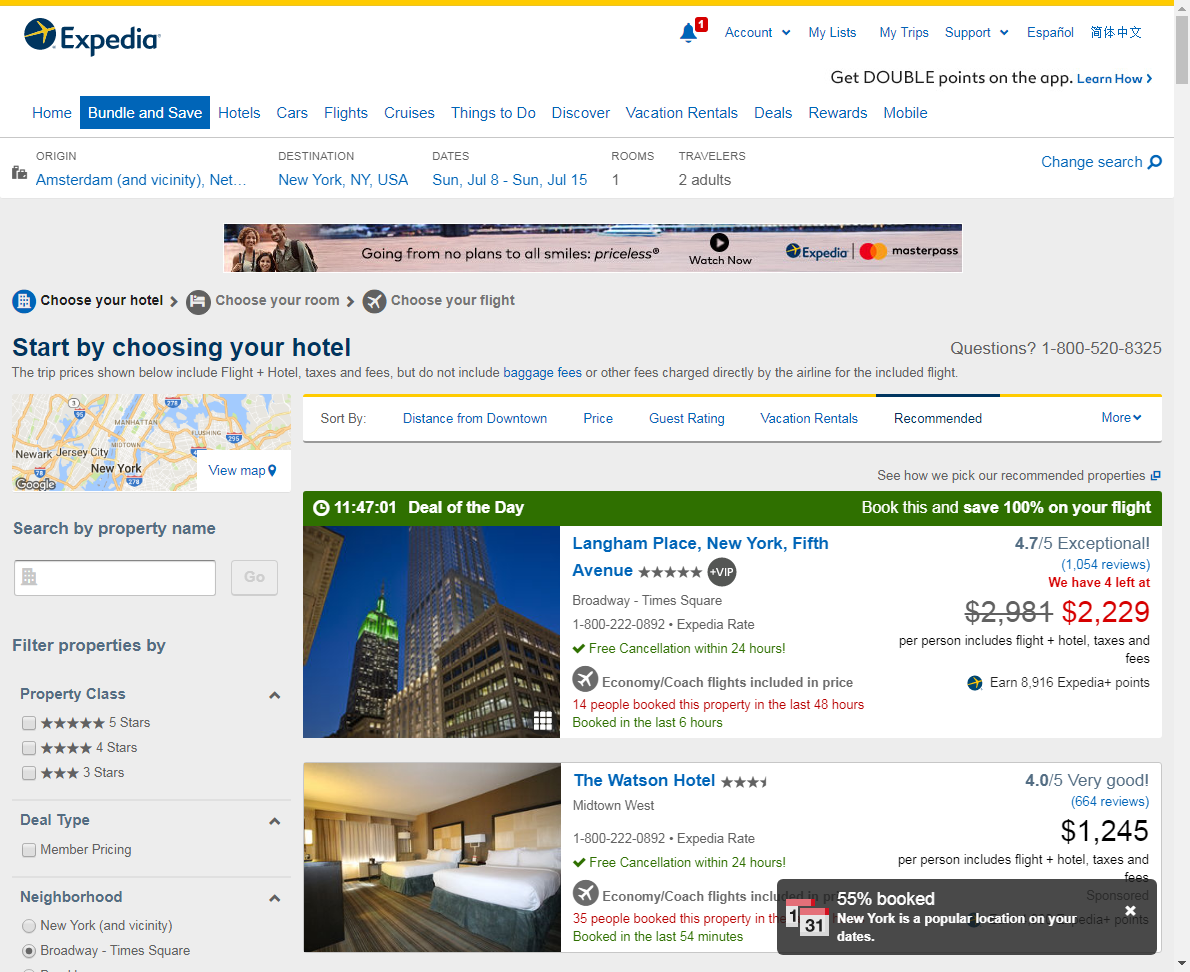 Expedia
1
Account
My Lists
My Trips
Support
Español
简体中文
Get DOUBLE points on the app. Learn How
Home
Bundle and Save
Hotels
Cars
Flights
Cruises
Things to Do
Discover
Vacation Rentals
Deals
Rewards
Mobile
ORIGIN
Amsterdam (and vicinity), Net...
DESTINATION
New York, NY, USA
DATES
Sun, Jul 8 - Sun, Jul 15
ROOMS
1
TRAVELERS
2 adults
Change search
Going from no plans to all smiles: priceless®
Watch Now
Expedia
masterpass
Choose your hotel
Choose your room
Choose your flight
Start by choosing your hotel
Questions? 1-800-520-8325
The trip prices shown below include Flight + Hotel, taxes and fees, but do not include baggage fees or other fees charged directly by the airline for the included flight.
3
95
278
MANHATTAN
FLUSHING
295
MIDTOWN
Newark
Jersey City
New York
78
278
Google
View map
Sort By:
Distance from Downtown
Price
Guest Rating
Vacation Rentals
Recommended
More
See how we pick our recommended properties
Search by property name
Go
Filter properties by
Property Class
5 Stars
4 Stars
3 Stars
Deal Type
Member Pricing
Neighborhood
New York (and vicinity)
Broadway - Times Square
11:47:01 Deal of the Day
Book this and save 100% on your flight
Langham Place, New York, Fifth
Avenue ★★★★★ +VIP
Broadway - Times Square
1-800-222-0892 • Expedia Rate
Free Cancellation within 24 hours!
Economy/Coach flights included in price
14 people booked this property in the last 48 hours
Booked in the last 6 hours
4.7/5 Exceptional!
(1,054 reviews)
We have 4 left at
$2,981 $2,229
per person includes flight + hotel, taxes and
fees
Earn 8,916 Expedia+ points
The Watson Hotel
Midtown West
1-800-222-0892 • Expedia Rate
Free Cancellation within 24 hours!
Economy/Coach flights included in pr
35 people booked this property in the
Booked in the last 54 minutes
4.0/5 Very good!
(664 reviews)
$1,245
per person includes flight + hotel, taxes and
fees
Sponsored
Expedia+ points
1
31
55% booked
New York is a popular location on your
dates.